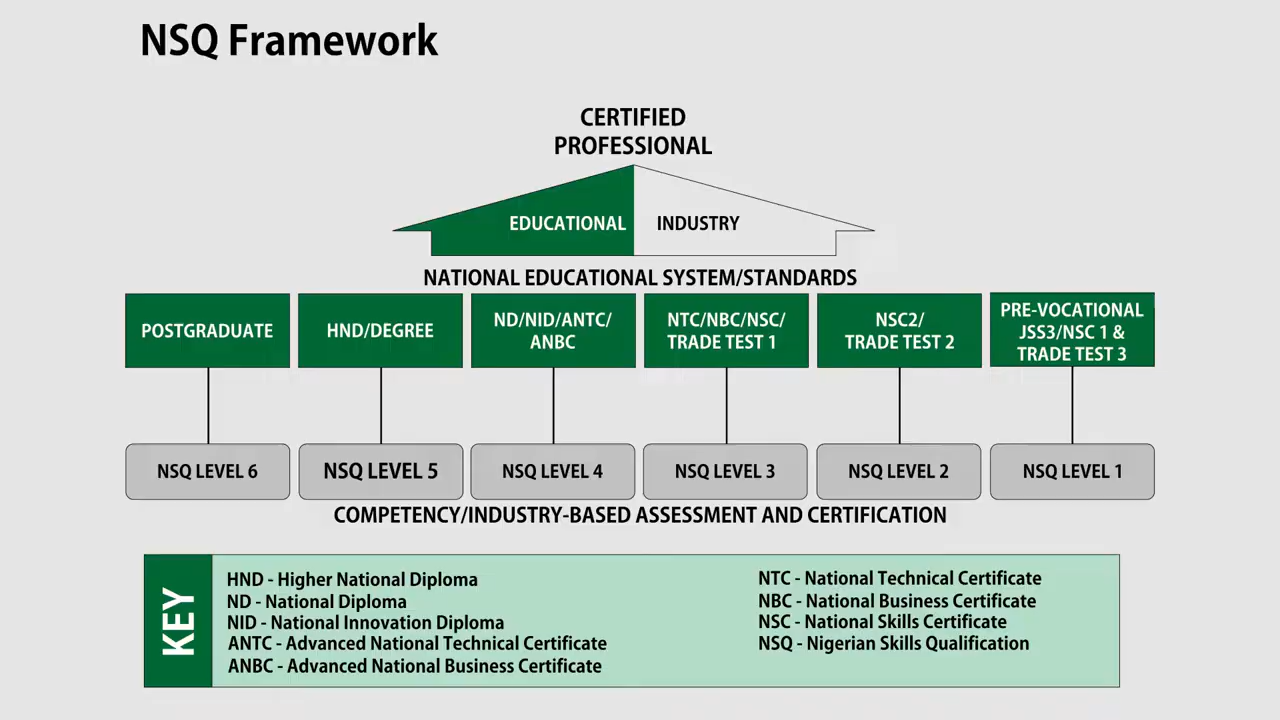 NSQ Framework
CERTIFIED
PROFESSIONAL
EDUCATIONAL
INDUSTRY
NATIONAL EDUCATIONAL SYSTEM/STANDARDS
POSTGRADUATE
HND/DEGREE
ND/NID/ANTC/
ANBC
NTC/NBC/NSC/
TRADE TEST 1
NSC2/
TRADE TEST 2
PRE-VOCATIONAL
JSS3/NSC 1 &
TRADE TEST 3
NSQ LEVEL 6
NSQ LEVEL 5
NSQ LEVEL 4
NSQ LEVEL 3
NSQ LEVEL 2
NSQ LEVEL 1
COMPETENCY/INDUSTRY-BASED ASSESSMENT AND CERTIFICATION
KEY
HND - Higher National Diploma
ND - National Diploma
NID - National Innovation Diploma
ANTC - Advanced National Technical Certificate
ANBC - Advanced National Business Certificate
NTC - National Technical Certificate
NBC - National Business Certificate
NSC - National Skills Certificate
NSQ - Nigerian Skills Qualification